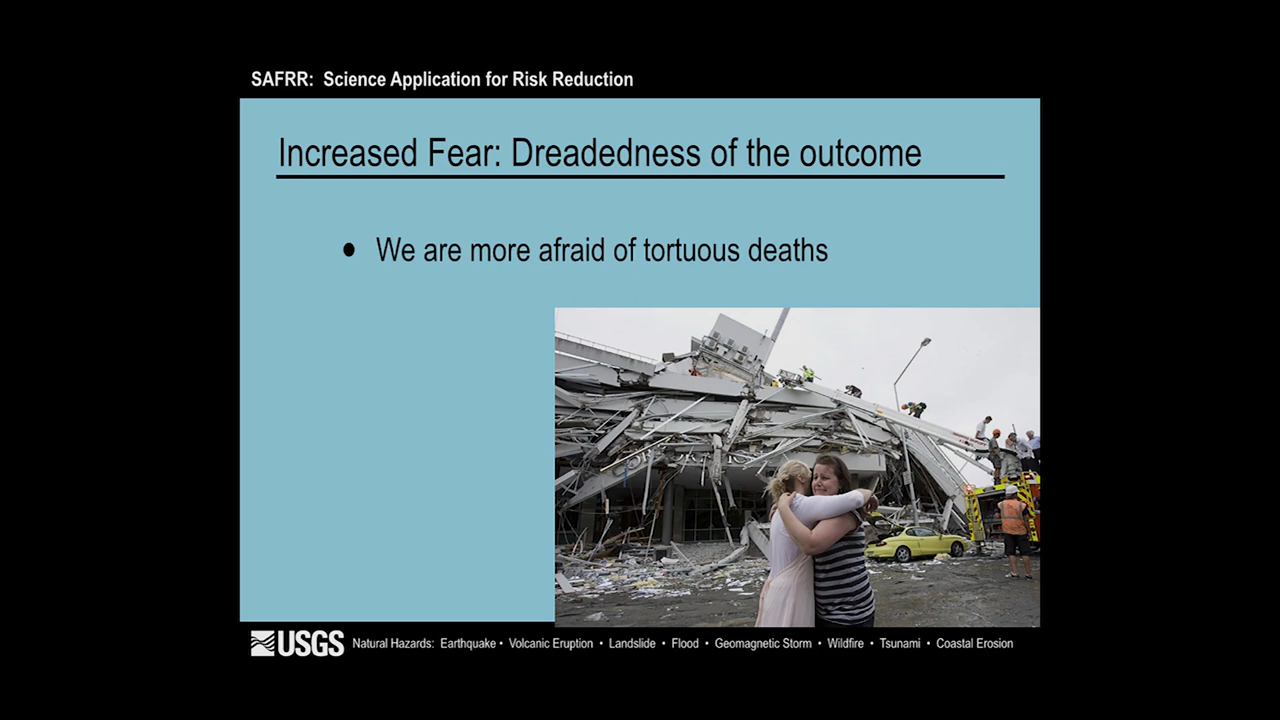 SAFRR: Science Application for Risk Reduction
Increased Fear: Dreadedness of the outcome
• We are more afraid of tortuous deaths
USGS Natural Hazards: Earthquake • Volcanic Eruption • Landslide • Flood • Geomagnetic Storm • Wildfire • Tsunami • Coastal Erosion